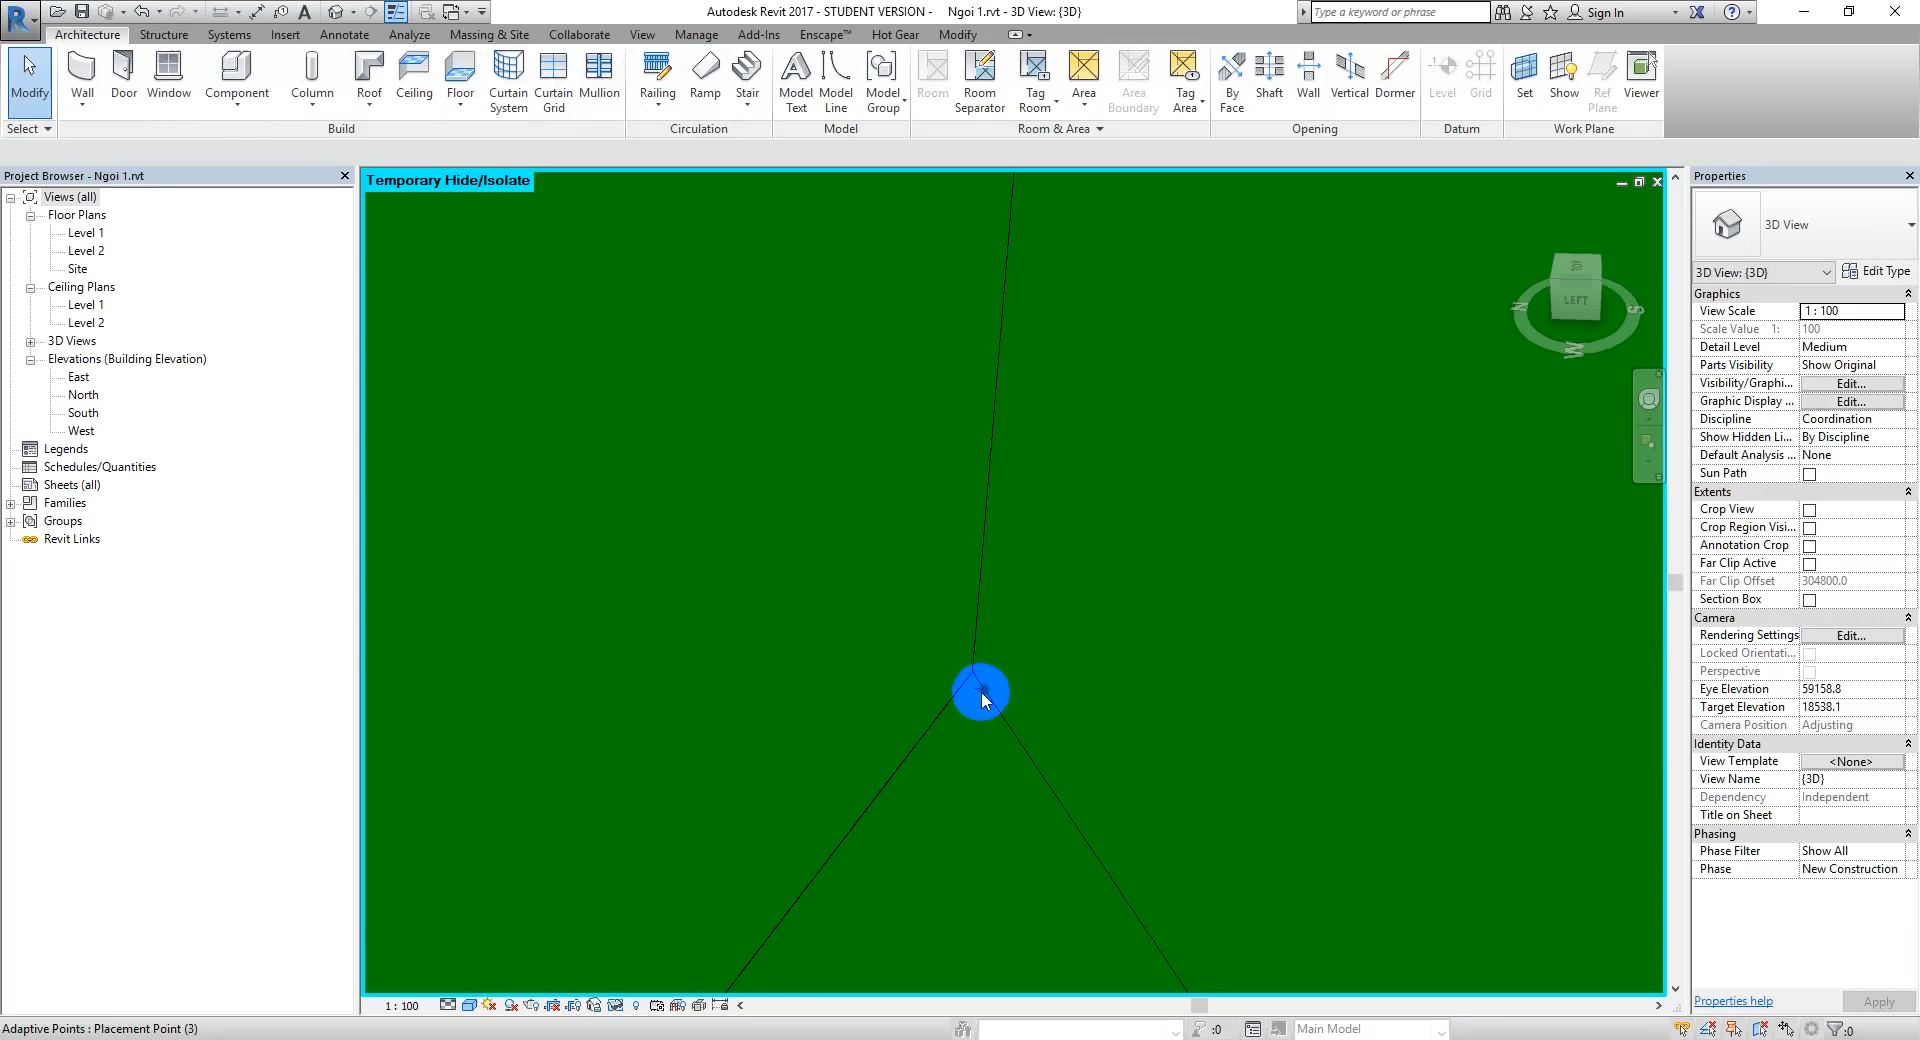 Autodesk Revit 2017 - STUDENT VERSION - Ngoi 1.rvt - 3D View: {3D}
Type a keyword or phrase
Sign In
Architecture Structure Systems Insert Annotate Analyze Massing & Site Collaborate View Manage Add-Ins Enscape™ Hot Gear Modify
Modify Wall Door Window Component Column Roof Ceiling Floor Curtain System Curtain Grid Mullion Railing Ramp Stair Model Text Model Line Model Group Room Room Separator Tag Room Area Area Boundary Tag Area By Face Shaft Wall Vertical Dormer Level Grid Set Show Ref Plane Viewer
Select Build Circulation Model Room & Area Opening Datum Work Plane
Project Browser - Ngoi 1.rvt
Views (all)
Floor Plans
Level 1
Level 2
Site
Ceiling Plans
Level 1
Level 2
3D Views
Elevations (Building Elevation)
East
North
South
West
Legends
Schedules/Quantities
Sheets (all)
Families
Groups
Revit Links
Temporary Hide/Isolate
LEFT
N
S
W
Properties
3D View
3D View: {3D} Edit Type
Graphics
View Scale 1 : 100
Scale Value 1: 100
Detail Level Medium
Parts Visibility Show Original
Visibility/Graphi... Edit...
Graphic Display ... Edit...
Discipline Coordination
Show Hidden Li... By Discipline
Default Analysis ... None
Sun Path
Extents
Crop View
Crop Region Visi...
Annotation Crop
Far Clip Active
Far Clip Offset 304800.0
Section Box
Camera
Rendering Settings Edit...
Locked Orientati...
Perspective
Eye Elevation 59158.8
Target Elevation 18538.1
Camera Position Adjusting
Identity Data
View Template <None>
View Name {3D}
Dependency Independent
Title on Sheet
Phasing
Phase Filter Show All
Phase New Construction
Properties help Apply
1 : 100
Adaptive Points : Placement Point (3)
:0
Main Model
:0